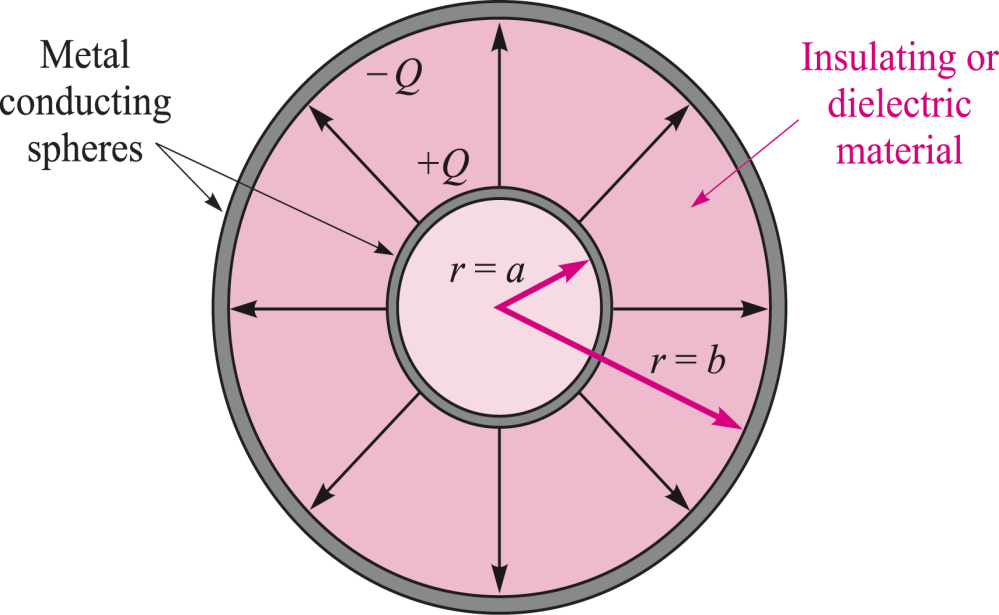 Metal
conducting
spheres
−Q
+Q
r = a
r = b
Insulating or
dielectric
material